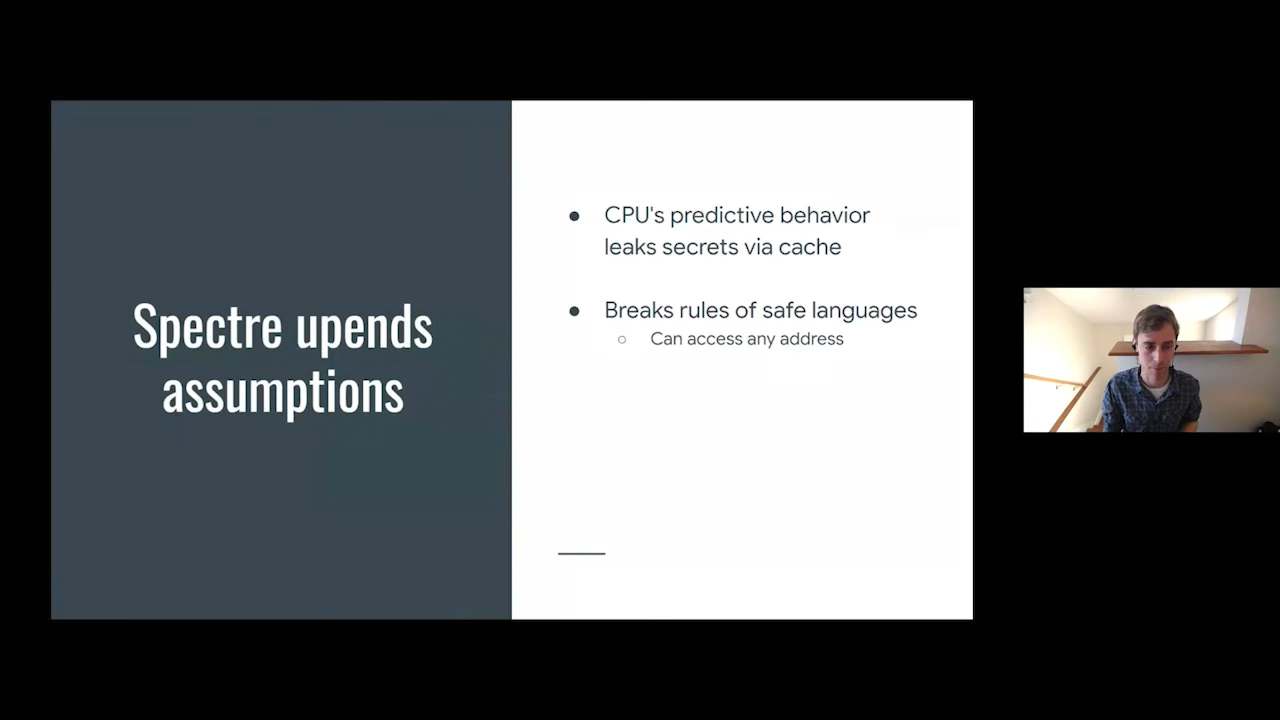 Spectre upends
assumptions
● CPU's predictive behavior
leaks secrets via cache
● Breaks rules of safe languages
○ Can access any address